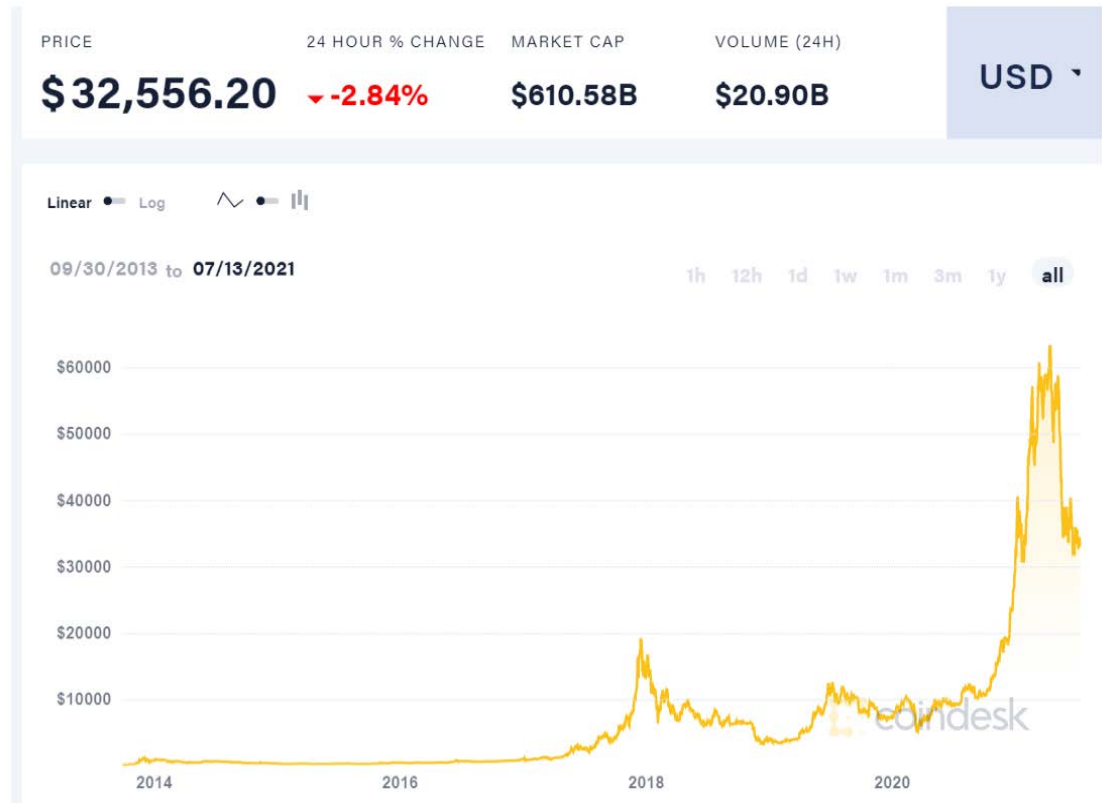 PRICE 24 HOUR % CHANGE MARKET CAP VOLUME (24H)
$32,556.20 -2.84% $610.58B $20.90B USD
Linear Log
09/30/2013 to 07/13/2021
1h 12h 1d 1w 1m 3m 1y all
$60000
$50000
$40000
$30000
$20000
$10000
coindesk
2014 2016 2018 2020